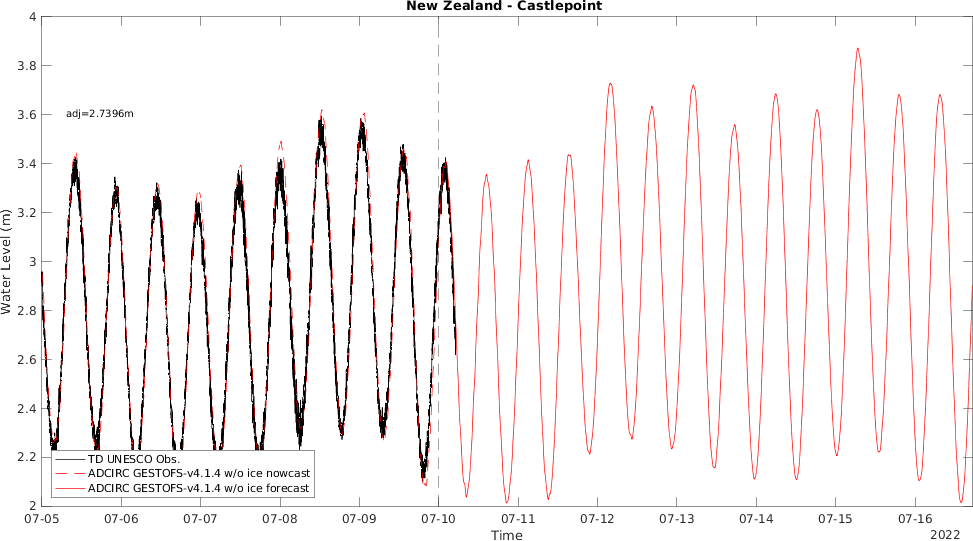 New Zealand - Castlepoint
4
3.8
3.6
3.4
3.2
3
2.8
2.6
2.4
2.2
2
Water Level (m)
adj=2.7396m
TD UNESCO Obs.
ADCIRC GESTOFS-v4.1.4 w/o ice nowcast
ADCIRC GESTOFS-v4.1.4 w/o ice forecast
07-05 07-06 07-07 07-08 07-09 07-10 07-11 07-12 07-13 07-14 07-15 07-16
Time
2022